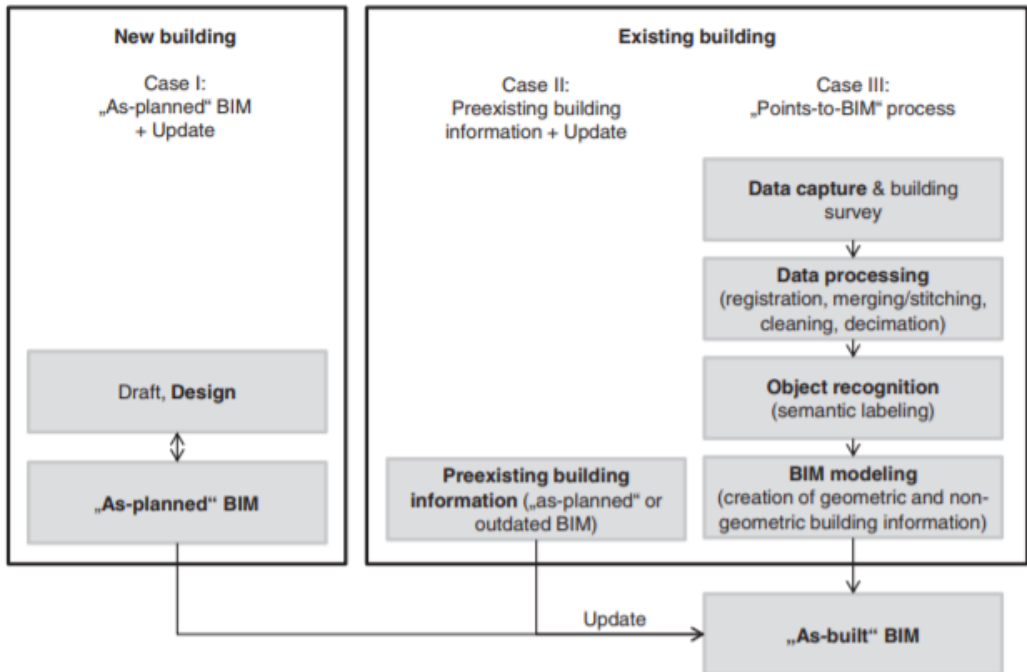 New building
Case I:
„As-planned“ BIM
+ Update
Draft, Design
„As-planned“ BIM
Existing building
Case II:
Preexisting building
information + Update
Preexisting building
information („as-planned“ or
outdated BIM)
Case III:
„Points-to-BIM“ process
Data capture & building
survey
Data processing
(registration, merging/stitching,
cleaning, decimation)
Object recognition
(semantic labeling)
BIM modeling
(creation of geometric and non-
geometric building information)
Update
„As-built“ BIM